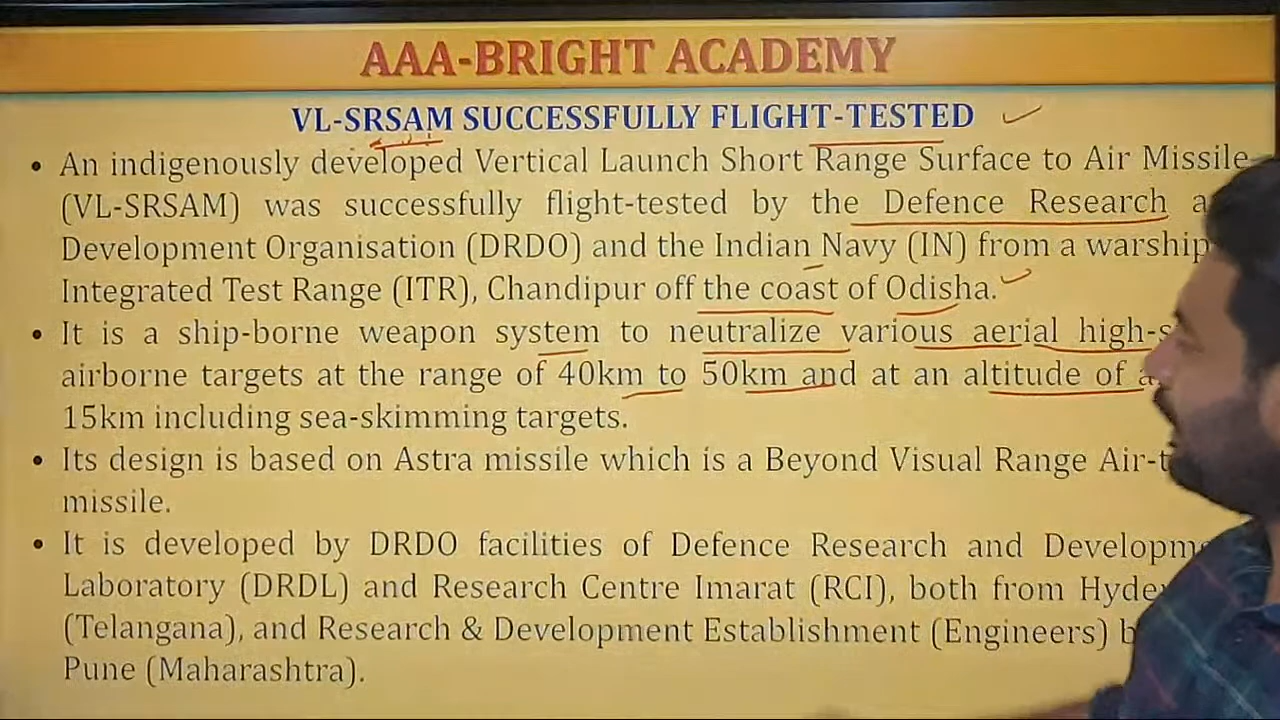 AAA-BRIGHT ACADEMY
VL-SRSAM SUCCESSFULLY FLIGHT-TESTED
• An indigenously developed Vertical Launch Short Range Surface to Air Missile
(VL-SRSAM) was successfully flight-tested by the Defence Research
Development Organisation (DRDO) and the Indian Navy (IN) from a warship
Integrated Test Range (ITR), Chandipur off the coast of Odisha.
• It is a ship-borne weapon system to neutralize various aerial
airborne targets at the range of 40km to 50km and at an altitude of
15km including sea-skimming targets.
• Its design is based on Astra missile which is a Beyond Visual Range
missile.
• It is developed by DRDO facilities of Defence Research and
Laboratory (DRDL) and Research Centre Imarat (RCI), both from
(Telangana), and Research & Development Establishment (Engineers)
Pune (Maharashtra).